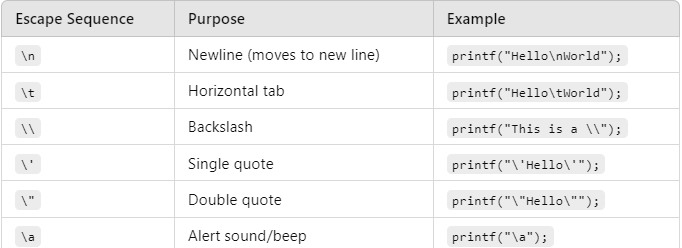 Escape Sequence Purpose Example
\n Newline (moves to new line) printf("Hello\nWorld");
\t Horizontal tab printf("Hello\tWorld");
\\ Backslash printf("This is a \\");
\' Single quote printf("\'Hello\'");
\" Double quote printf("\"Hello\"");
\a Alert sound/beep printf("\a");